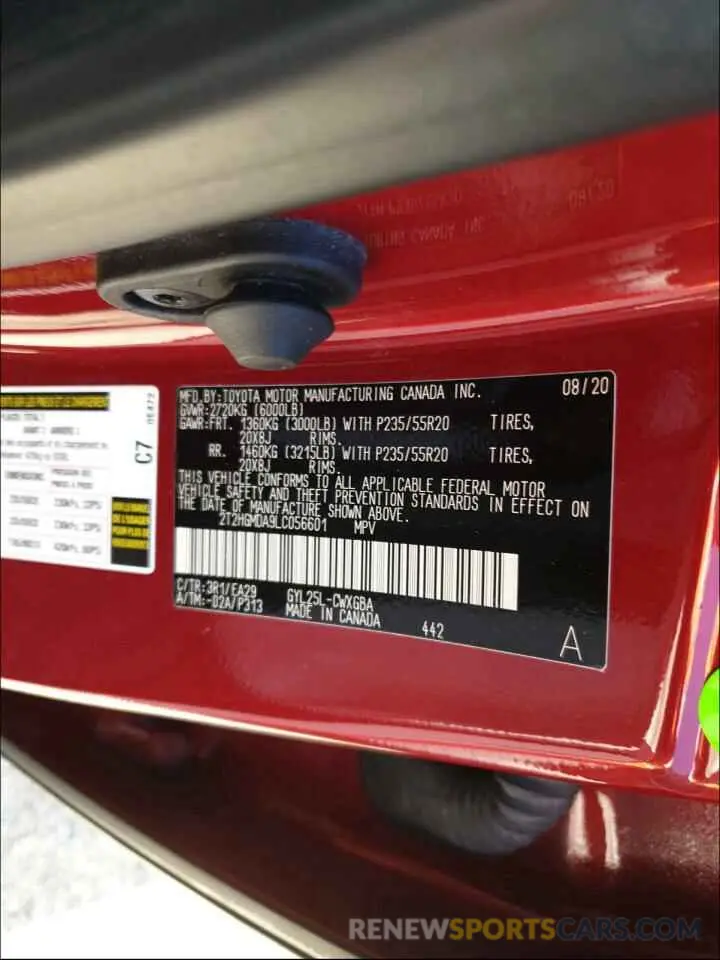 MFD.BY:TOYOTA MOTOR MANUFACTURING CANADA INC. 08/20
GVWR:2720KG (6000LB)
GAWR:FRT. 1360KG (3000LB) WITH P235/55R20 TIRES,
20X8J RIMS.
RR. 1460KG (3215LB) WITH P235/55R20 TIRES,
20X8J RIMS.
THIS VEHICLE CONFORMS TO ALL APPLICABLE FEDERAL MOTOR
VEHICLE SAFETY AND THEFT PREVENTION STANDARDS IN EFFECT ON
THE DATE OF MANUFACTURE SHOWN ABOVE.
2T2HGMDA9LC056601 MPV
C/TR:3R1/EA29 GYL25L-CWXGBA
A/TM:-02A/P313 MADE IN CANADA 442
A
C7
0E472
RENEWSPORTSCARS.COM